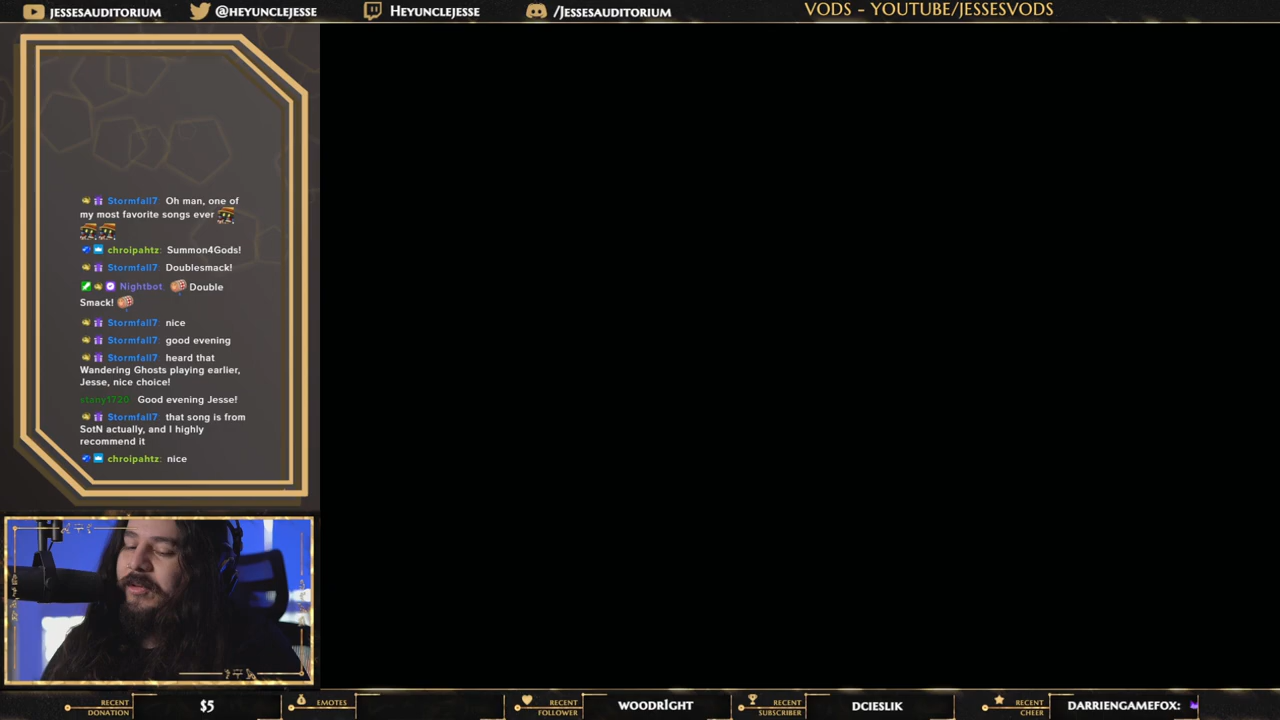 JESSESAUDITORIUM @HEYUNCLEJESSE HEYUNCLEJESSE /JESSESAUDITORIUM VODS - YOUTUBE/JESSESVODS
Stormfall7: Oh man, one of
my most favorite songs ever
chroipahtz: Summon4Gods!
Stormfall7: Doublesmack!
Nightbot: Double
Smack!
Stormfall7: nice
Stormfall7: good evening
Stormfall7: heard that
Wandering Ghosts playing earlier,
Jesse, nice choice!
stany1720: Good evening Jesse!
Stormfall7: that song is from
SotN actually, and I highly
recommend it
chroipahtz: nice
RECENT
DONATION
$5
EMOTES
RECENT
FOLLOWER
WOODR1GHT
RECENT
SUBSCRIBER
DCIESLIK
RECENT
CHEER
DARRIENGAMEFOX: